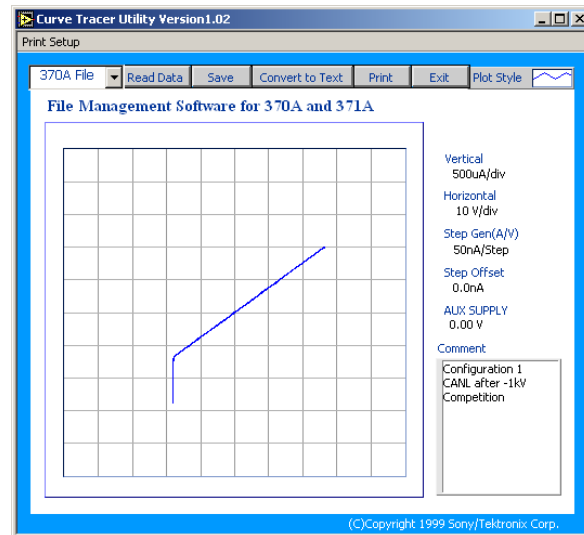 Curve Tracer Utility Version1.02
Print Setup
370A File Read Data Save Convert to Text Print Exit Plot Style
File Management Software for 370A and 371A
Vertical
500uA/div
Horizontal
10 V/div
Step Gen(A/V)
50nA/Step
Step Offset
0.0nA
AUX SUPPLY
0.00 V
Comment
Configuration 1
CANL after -1kV
Competition
(C)Copyright 1999 Sony/Tektronix Corp.